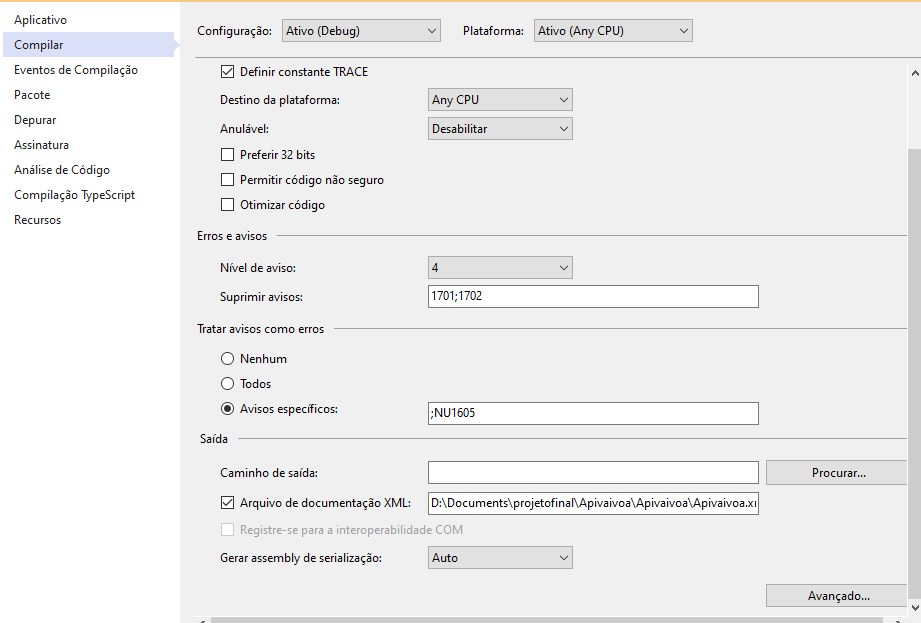 Aplicativo
Compilar
Eventos de Compilação
Pacote
Depurar
Assinatura
Análise de Código
Compilação TypeScript
Recursos
Configuração: Ativo (Debug) Plataforma: Ativo (Any CPU)
Definir constante TRACE
Destino da plataforma: Any CPU
Anulável: Desabilitar
Preferir 32 bits
Permitir código não seguro
Otimizar código
Erros e avisos
Nível de aviso: 4
Suprimir avisos: 1701;1702
Tratar avisos como erros
Nenhum
Todos
Avisos específicos: ;NU1605
Saída
Caminho de saída: Procurar...
Arquivo de documentação XML: D:\Documents\projetofinal\Apivaivoa\Apivaivoa\Apivaivoa.x
Registre-se para a interoperabilidade COM
Gerar assembly de serialização: Auto
Avançado...